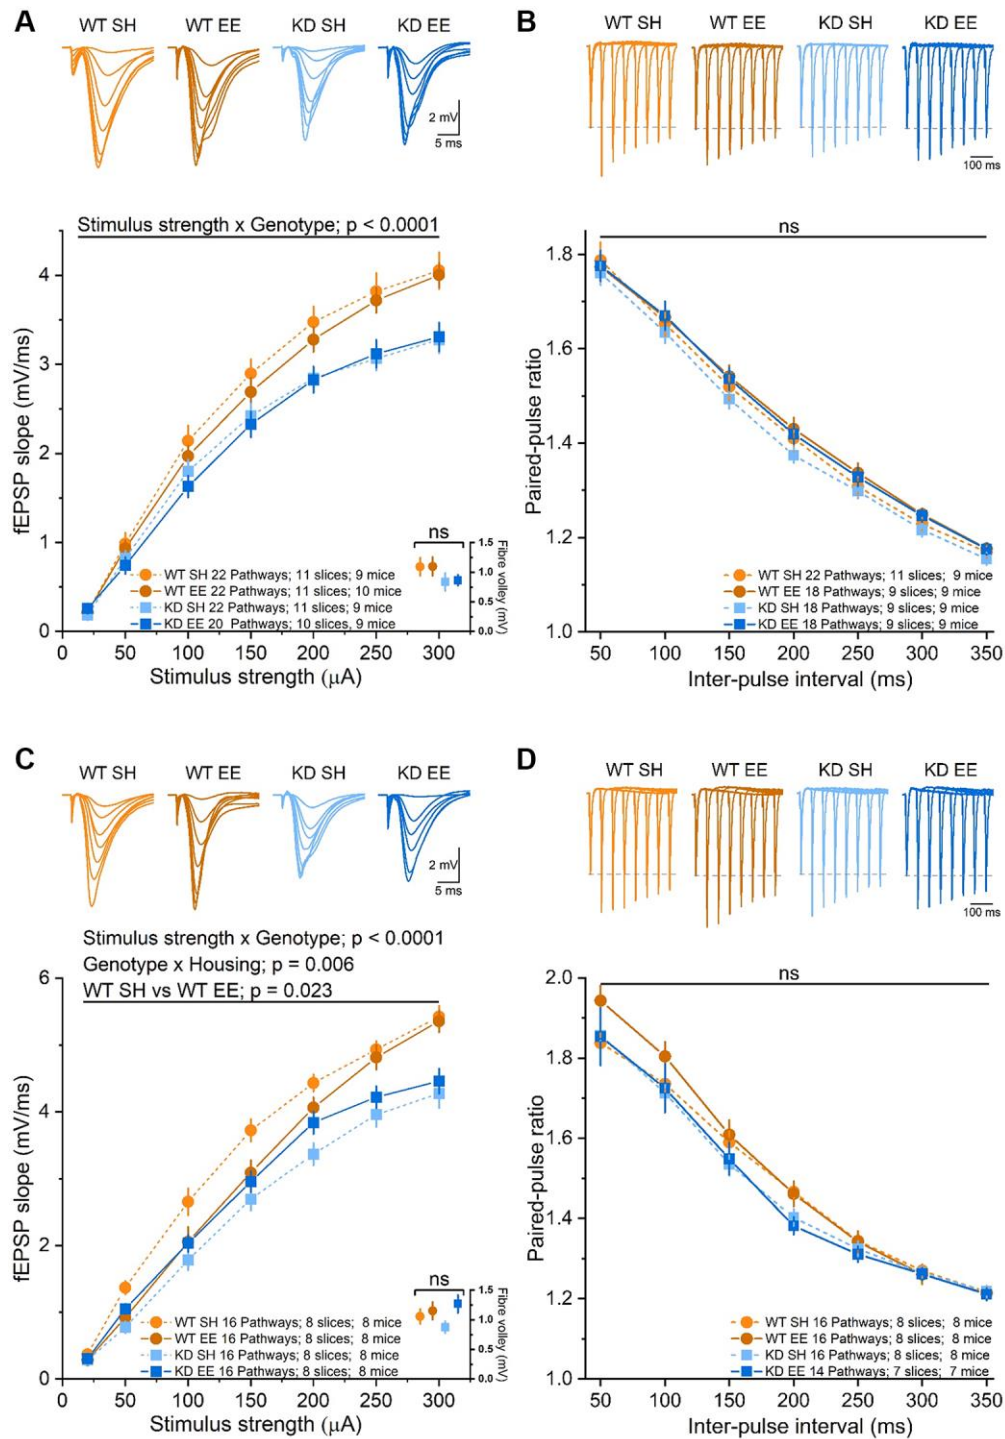 A
WT SH WT EE KD SH KD EE
2 mV
5 ms
Stimulus strength x Genotype; p < 0.0001
fEPSP slope (mV/ms)
4
3
2
1
0
0 50 100 150 200 250 300
Stimulus strength (μA)
WT SH 22 Pathways; 11 slices; 9 mice
WT EE 22 Pathways; 11 slices; 10 mice
KD SH 22 Pathways; 11 slices; 9 mice
KD EE 20 Pathways; 10 slices, 9 mice
ns
1.5
1.0
0.5
0.0
Fibre volley (mV)
B
WT SH WT EE KD SH KD EE
100 ms
ns
Paired-pulse ratio
1.8
1.6
1.4
1.2
1.0
50 100 150 200 250 300 350
Inter-pulse interval (ms)
WT SH 22 Pathways; 11 slices; 9 mice
WT EE 18 Pathways; 9 slices; 9 mice
KD SH 18 Pathways; 9 slices; 9 mice
KD EE 18 Pathways; 9 slices; 9 mice
C
WT SH WT EE KD SH KD EE
2 mV
5 ms
Stimulus strength x Genotype; p < 0.0001
Genotype x Housing; p = 0.006
WT SH vs WT EE; p = 0.023
fEPSP slope (mV/ms)
6
4
2
0
0 50 100 150 200 250 300
Stimulus strength (μA)
WT SH 16 Pathways; 8 slices; 8 mice
WT EE 16 Pathways; 8 slices; 8 mice
KD SH 16 Pathways; 8 slices; 8 mice
KD EE 16 Pathways; 8 slices; 8 mice
ns
1.5
1.0
0.5
0.0
Fibre volley (mV)
D
WT SH WT EE KD SH KD EE
100 ms
ns
Paired-pulse ratio
2.0
1.8
1.6
1.4
1.2
1.0
50 100 150 200 250 300 350
Inter-pulse interval (ms)
WT SH 16 Pathways; 8 slices; 8 mice
WT EE 16 Pathways; 8 slices; 8 mice
KD SH 16 Pathways; 8 slices; 8 mice
KD EE 14 Pathways; 7 slices; 7 mice